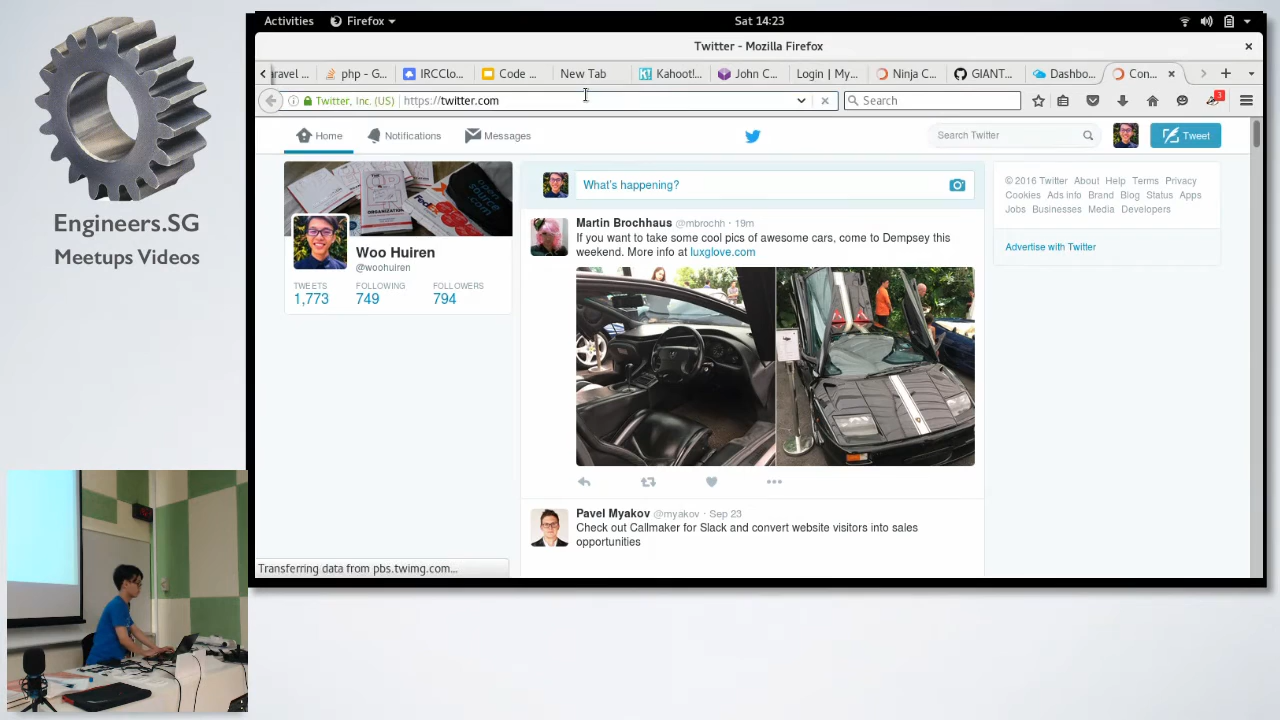 Engineers.SG
Meetups Videos
Activities Firefox Sat 14:23
Twitter - Mozilla Firefox
aravel ... php - G... IRCClo... Code ... New Tab Kahoot!... John C... Login | My... Ninja C... GIANT... Dashbo... Con...
Twitter, Inc. (US) https://twitter.com Search 3
Home Notifications Messages Search Twitter Tweet
Woo Huiren
@woohuiren
TWEETS FOLLOWING FOLLOWERS
1,773 749 794
What's happening?
Martin Brochhaus @mbrochh · 19m
If you want to take some cool pics of awesome cars, come to Dempsey this
weekend. More info at luxglove.com
Pavel Myakov @myakov · Sep 23
Check out Callmaker for Slack and convert website visitors into sales
opportunities
© 2016 Twitter About Help Terms Privacy
Cookies Ads info Brand Blog Status Apps
Jobs Businesses Media Developers
Advertise with Twitter
Transferring data from pbs.twimg.com...